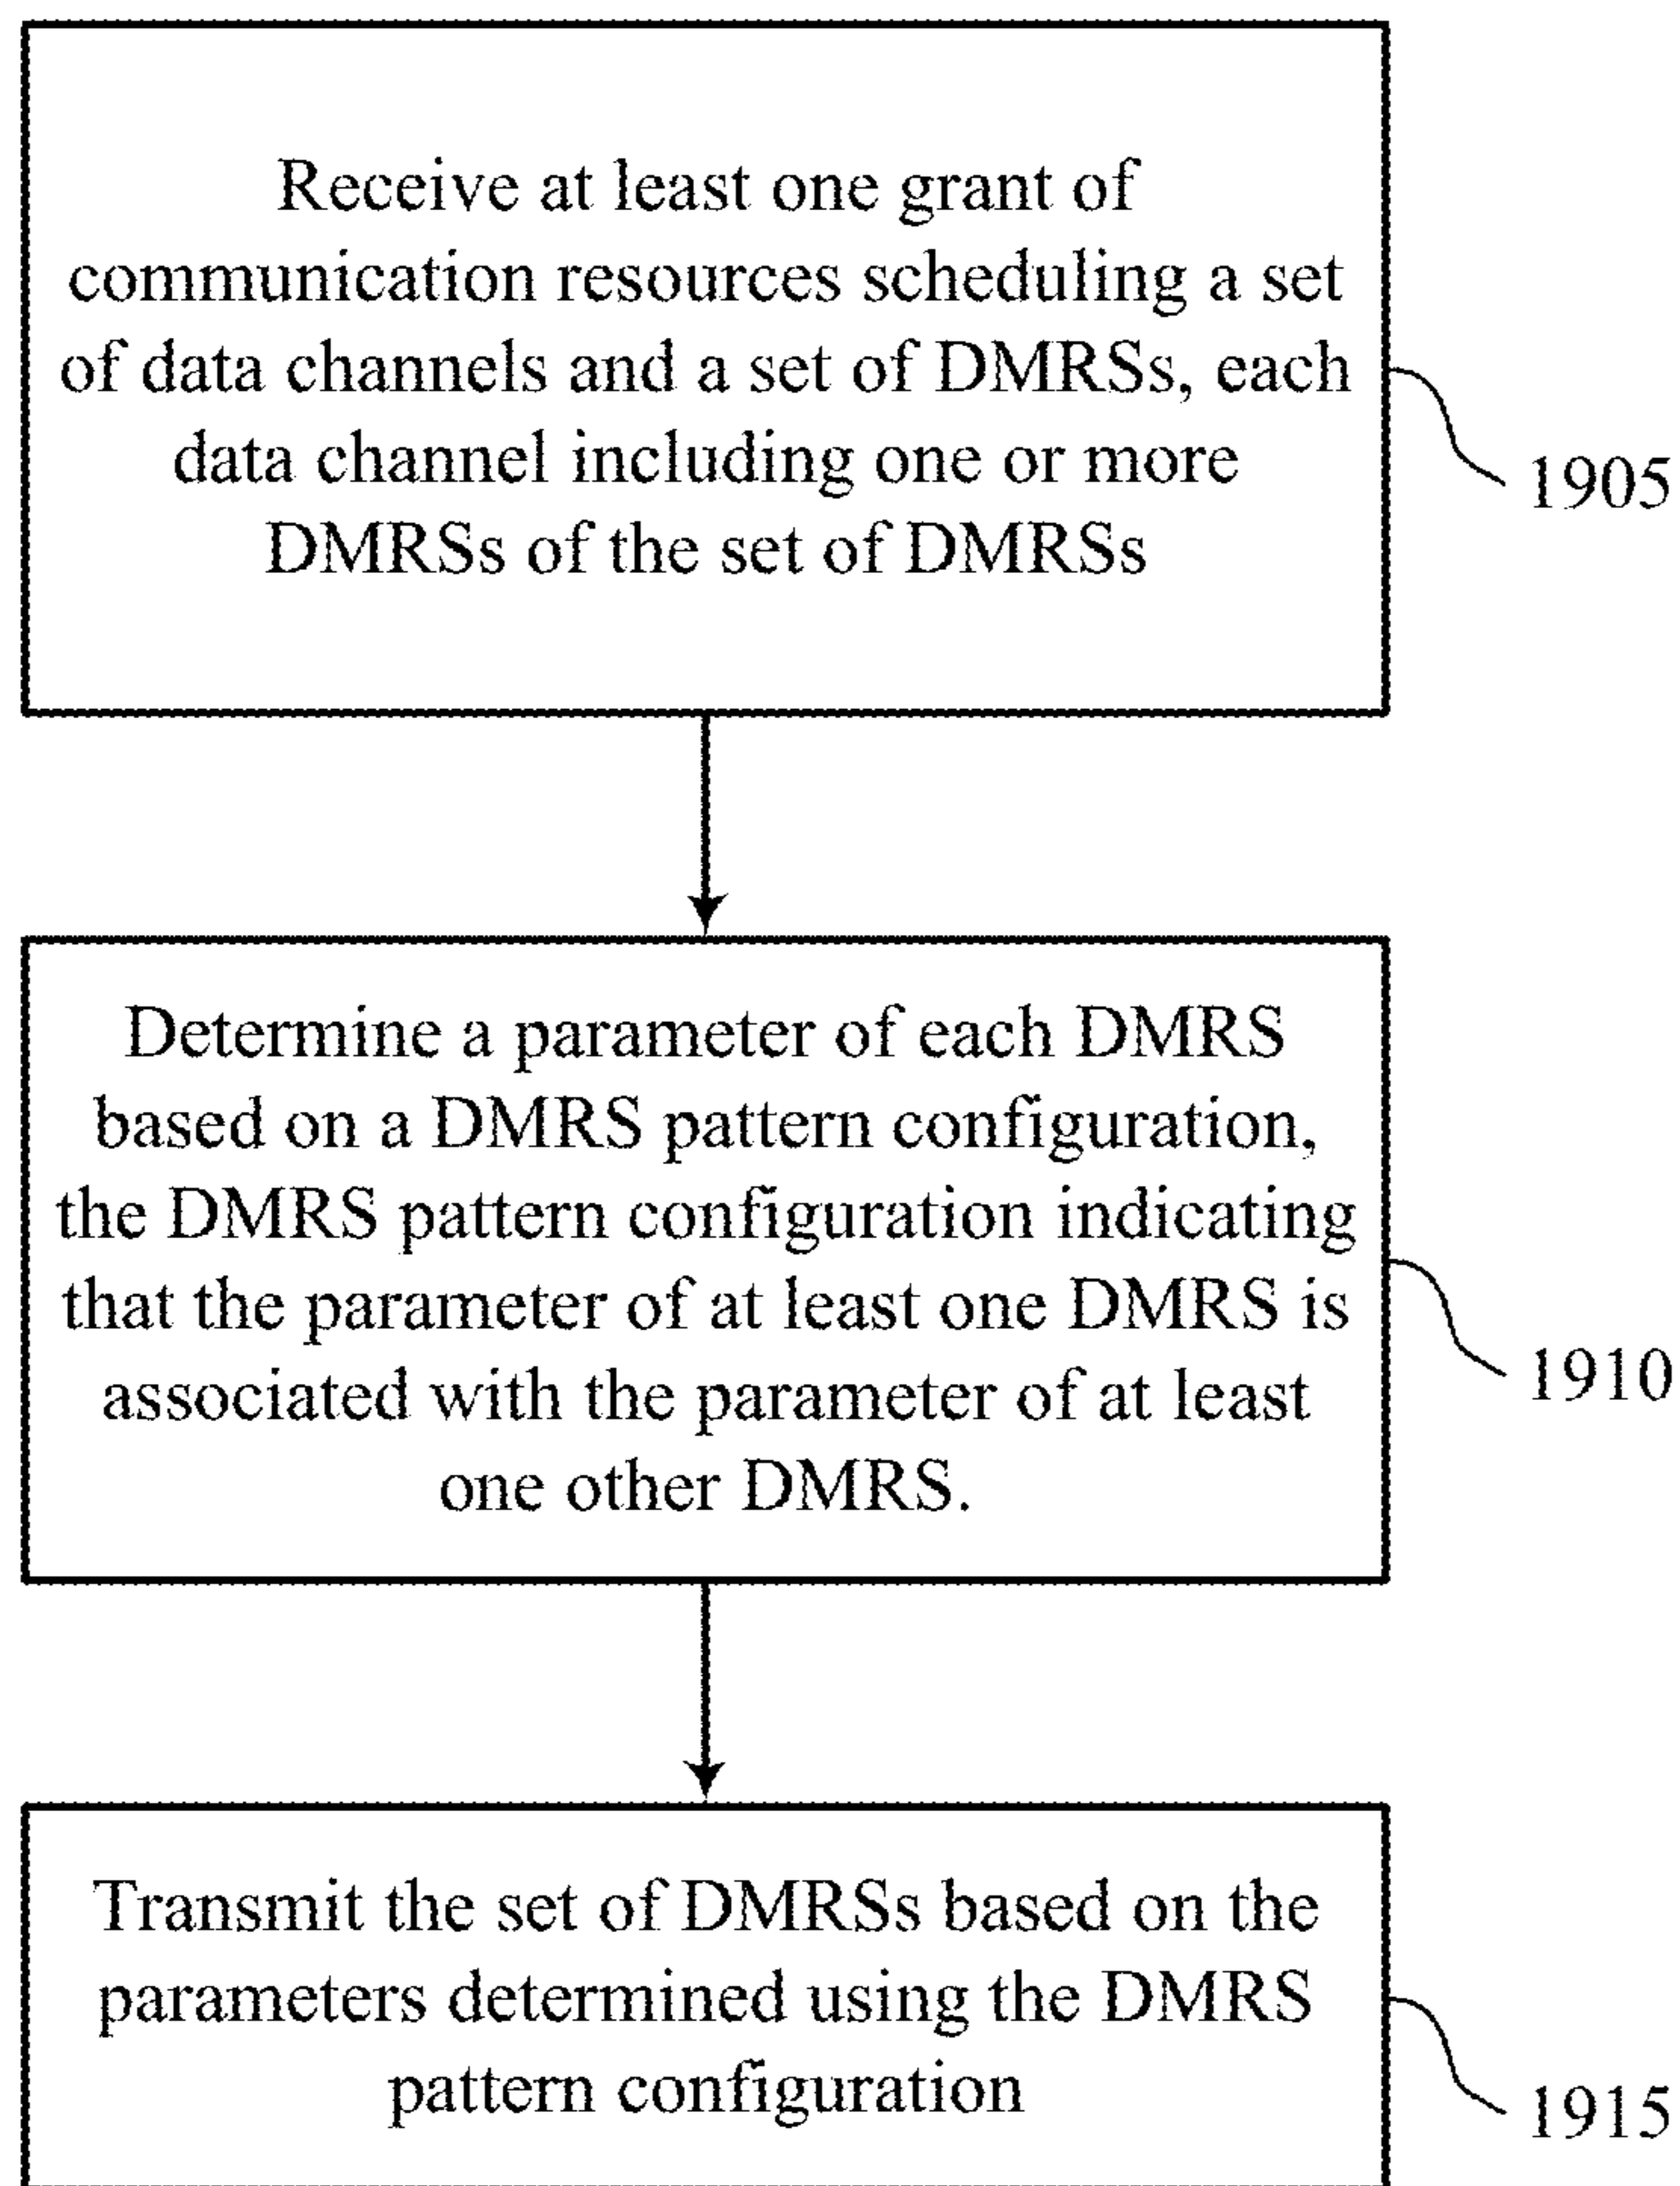 Receive at least one grant of
communication resources scheduling a set
of data channels and a set of DMRSs, each
data channel including one or more
DMRSs of the set of DMRSs
1905
Determine a parameter of each DMRS
based on a DMRS pattern configuration,
the DMRS pattern configuration indicating
that the parameter of at least one DMRS is
associated with the parameter of at least
one other DMRS.
1910
Transmit the set of DMRSs based on the
parameters determined using the DMRS
pattern configuration
1915